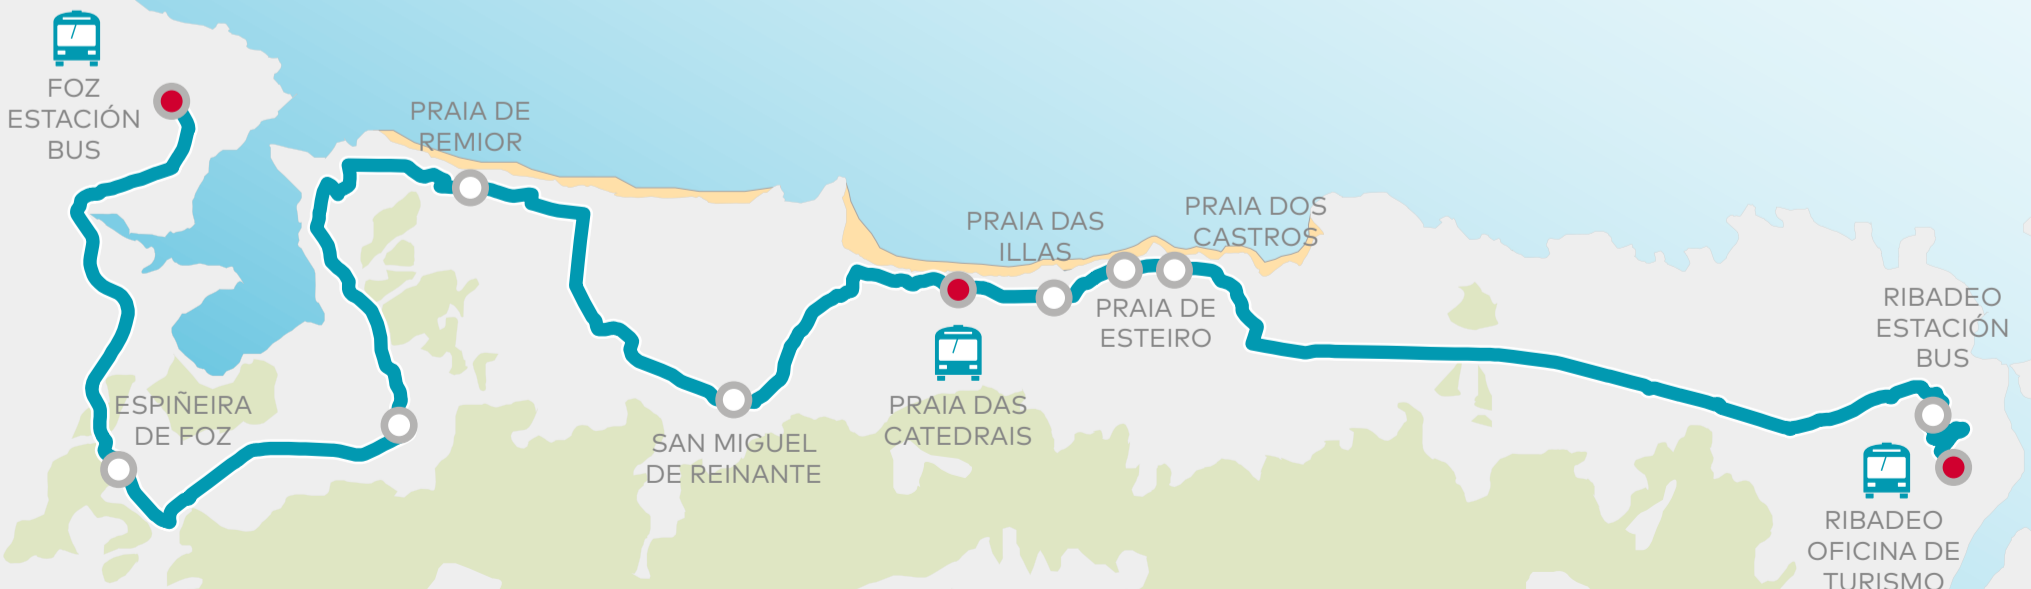 FOZ
ESTACIÓN
BUS
PRAIA DE
REMIOR
ESPIÑEIRA
DE FOZ
SAN MIGUEL
DE REINANTE
PRAIA DAS
CATEDRAIS
PRAIA DAS
ILLAS
PRAIA DE
ESTEIRO
PRAIA DOS
CASTROS
RIBADEO
ESTACIÓN
BUS
RIBADEO
OFICINA DE
TURISMO